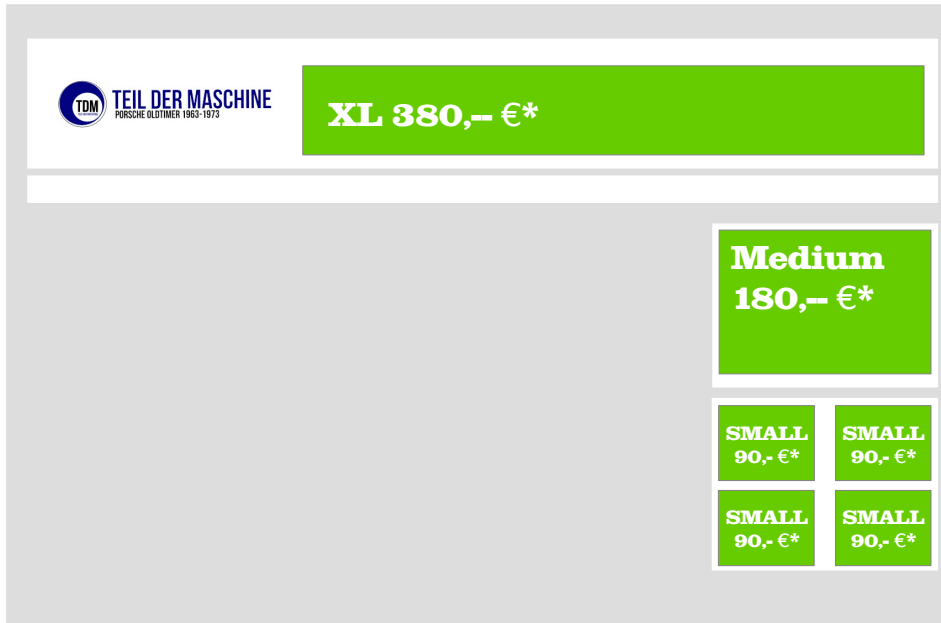 TDM
TEIL DER MASCHINE
PORSCHE OLDTIMER 1963-1973
XL 380,-- €*
Medium
180,-- €*
SMALL
90,- €*
SMALL
90,- €*
SMALL
90,- €*
SMALL
90,- €*